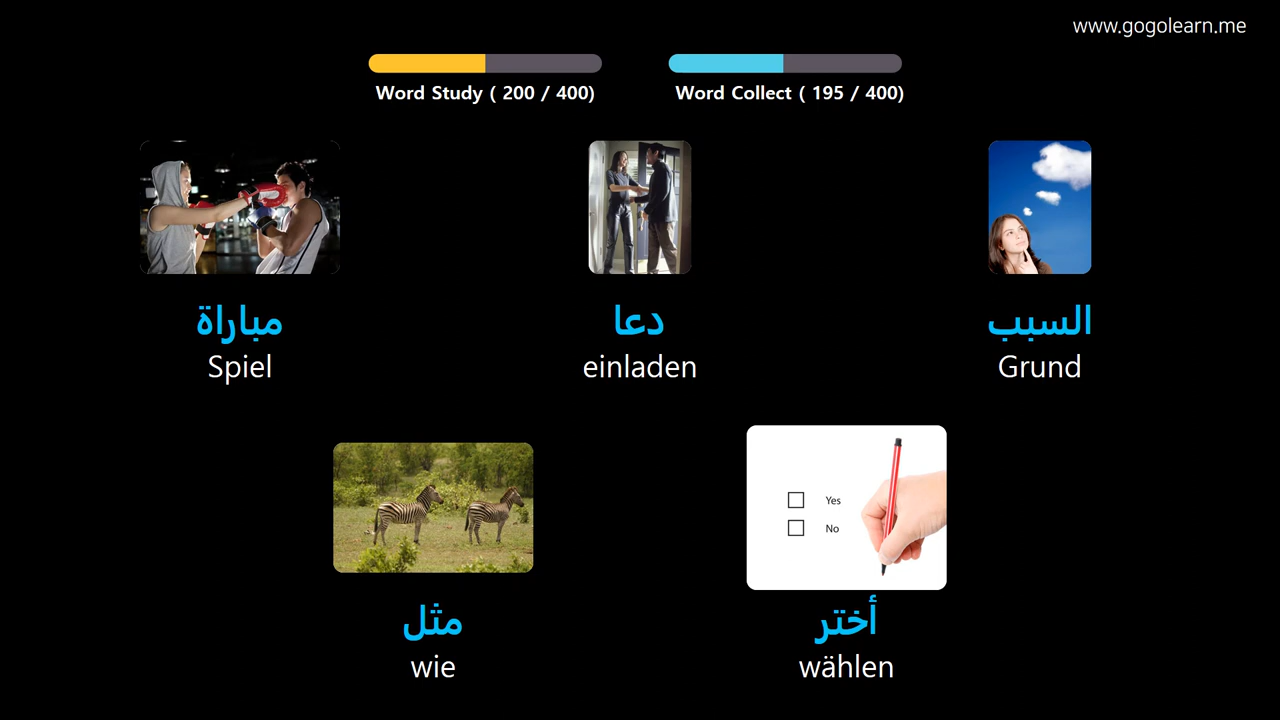 www.gogolearn.me
Word Study ( 200 / 400)
Word Collect ( 195 / 400)
مباراة
Spiel
دعا
einladen
السبب
Grund
Yes
No
مثل
wie
أختر
wählen